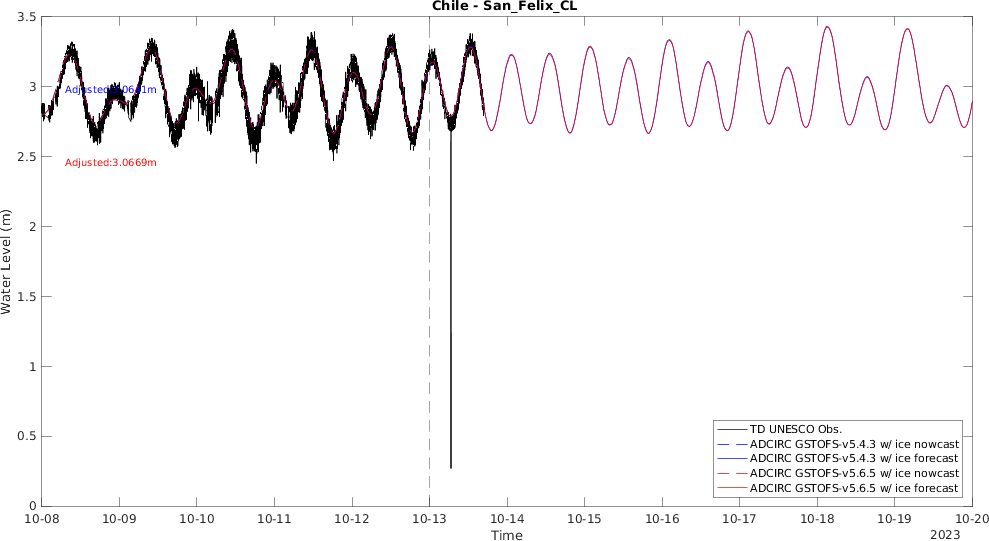 Chile - San_Felix_CL
3.5
3
2.5
2
1.5
1
0.5
0
Water Level (m)
Adjusted:3.0641m
Adjusted:3.0669m
TD UNESCO Obs.
ADCIRC GSTOFS-v5.4.3 w/ ice nowcast
ADCIRC GSTOFS-v5.4.3 w/ ice forecast
ADCIRC GSTOFS-v5.6.5 w/ ice nowcast
ADCIRC GSTOFS-v5.6.5 w/ ice forecast
10-08 10-09 10-10 10-11 10-12 10-13 10-14 10-15 10-16 10-17 10-18 10-19 10-20
Time
2023